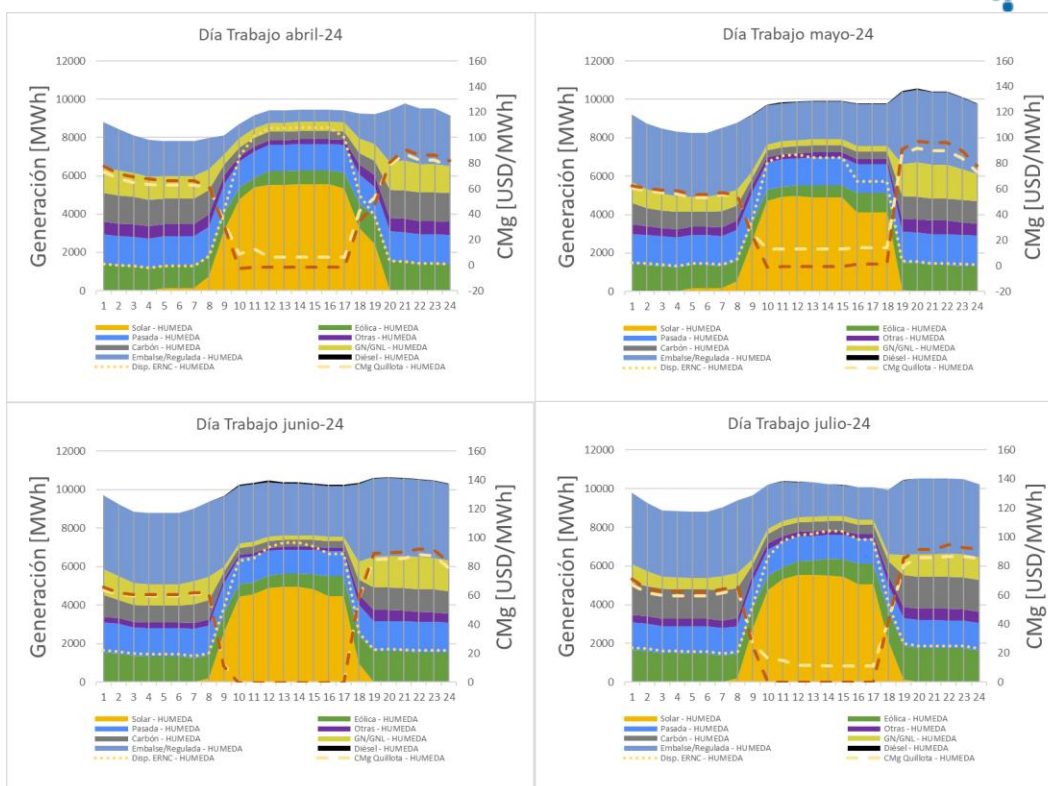 Día Trabajo abril-24
Generación [MWh]
12000
10000
8000
6000
4000
2000
0
160
140
120
100
80
60
40
20
0
-20
CMg [USD/MWh]
1 2 3 4 5 6 7 8 9 10 11 12 13 14 15 16 17 18 19 20 21 22 23 24
Solar - HUMEDA
Eólica - HUMEDA
Pasada - HUMEDA
Otras - HUMEDA
Carbón - HUMEDA
GN/GNL - HUMEDA
Embalse/Regulada - HUMEDA
Diésel - HUMEDA
Disp. ERNC - HUMEDA
CMg Quillota - HUMEDA
Día Trabajo mayo-24
Generación [MWh]
12000
10000
8000
6000
4000
2000
0
160
140
120
100
80
60
40
20
0
-20
CMg [USD/MWh]
1 2 3 4 5 6 7 8 9 10 11 12 13 14 15 16 17 18 19 20 21 22 23 24
Solar - HUMEDA
Eólica - HUMEDA
Pasada - HUMEDA
Otras - HUMEDA
Carbón - HUMEDA
GN/GNL - HUMEDA
Embalse/Regulada - HUMEDA
Diésel - HUMEDA
Disp. ERNC - HUMEDA
CMg Quillota - HUMEDA
Día Trabajo junio-24
Generación [MWh]
12000
10000
8000
6000
4000
2000
0
160
140
120
100
80
60
40
20
0
CMg [USD/MWh]
1 2 3 4 5 6 7 8 9 10 11 12 13 14 15 16 17 18 19 20 21 22 23 24
Solar - HUMEDA
Eólica - HUMEDA
Pasada - HUMEDA
Otras - HUMEDA
Carbón - HUMEDA
GN/GNL - HUMEDA
Embalse/Regulada - HUMEDA
Diésel - HUMEDA
Disp. ERNC - HUMEDA
CMg Quillota - HUMEDA
Día Trabajo julio-24
Generación [MWh]
12000
10000
8000
6000
4000
2000
0
160
140
120
100
80
60
40
20
0
CMg [USD/MWh]
1 2 3 4 5 6 7 8 9 10 11 12 13 14 15 16 17 18 19 20 21 22 23 24
Solar - HUMEDA
Eólica - HUMEDA
Pasada - HUMEDA
Otras - HUMEDA
Carbón - HUMEDA
GN/GNL - HUMEDA
Embalse/Regulada - HUMEDA
Diésel - HUMEDA
Disp. ERNC - HUMEDA
CMg Quillota - HUMEDA